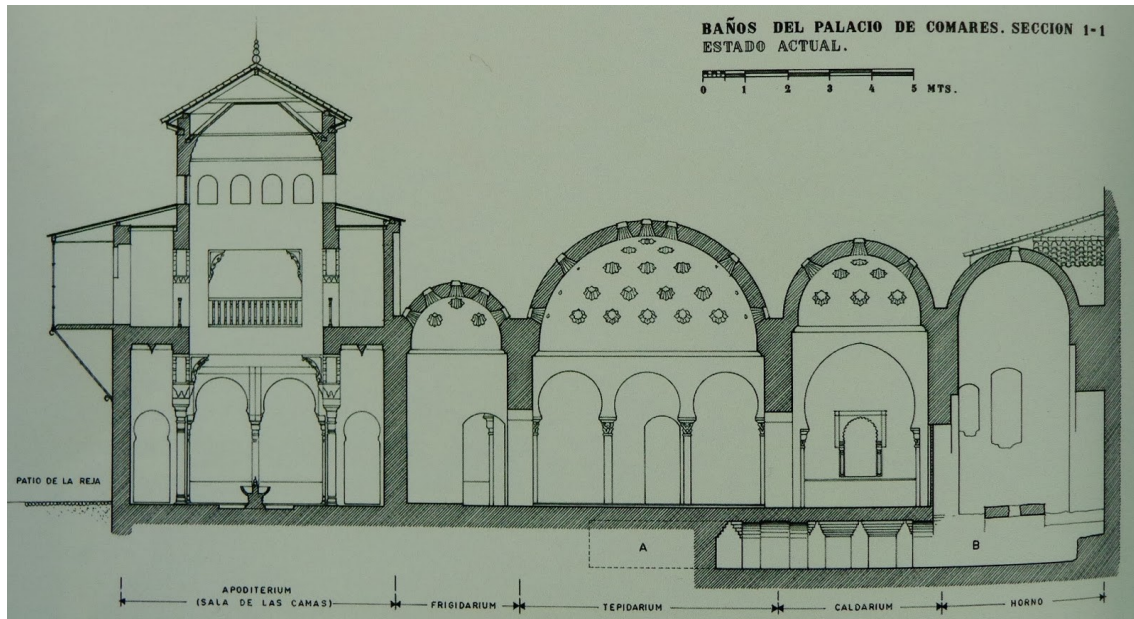 BAÑOS DEL PALACIO DE COMARES. SECCION 1-1
ESTADO ACTUAL.
0 1 2 3 4 5 MTS.
PATIO DE LA REJA
A
B
APODITERIUM
(SALA DE LAS CAMAS)
FRIGIDARIUM
TEPIDARIUM
CALDARIUM
HORNO